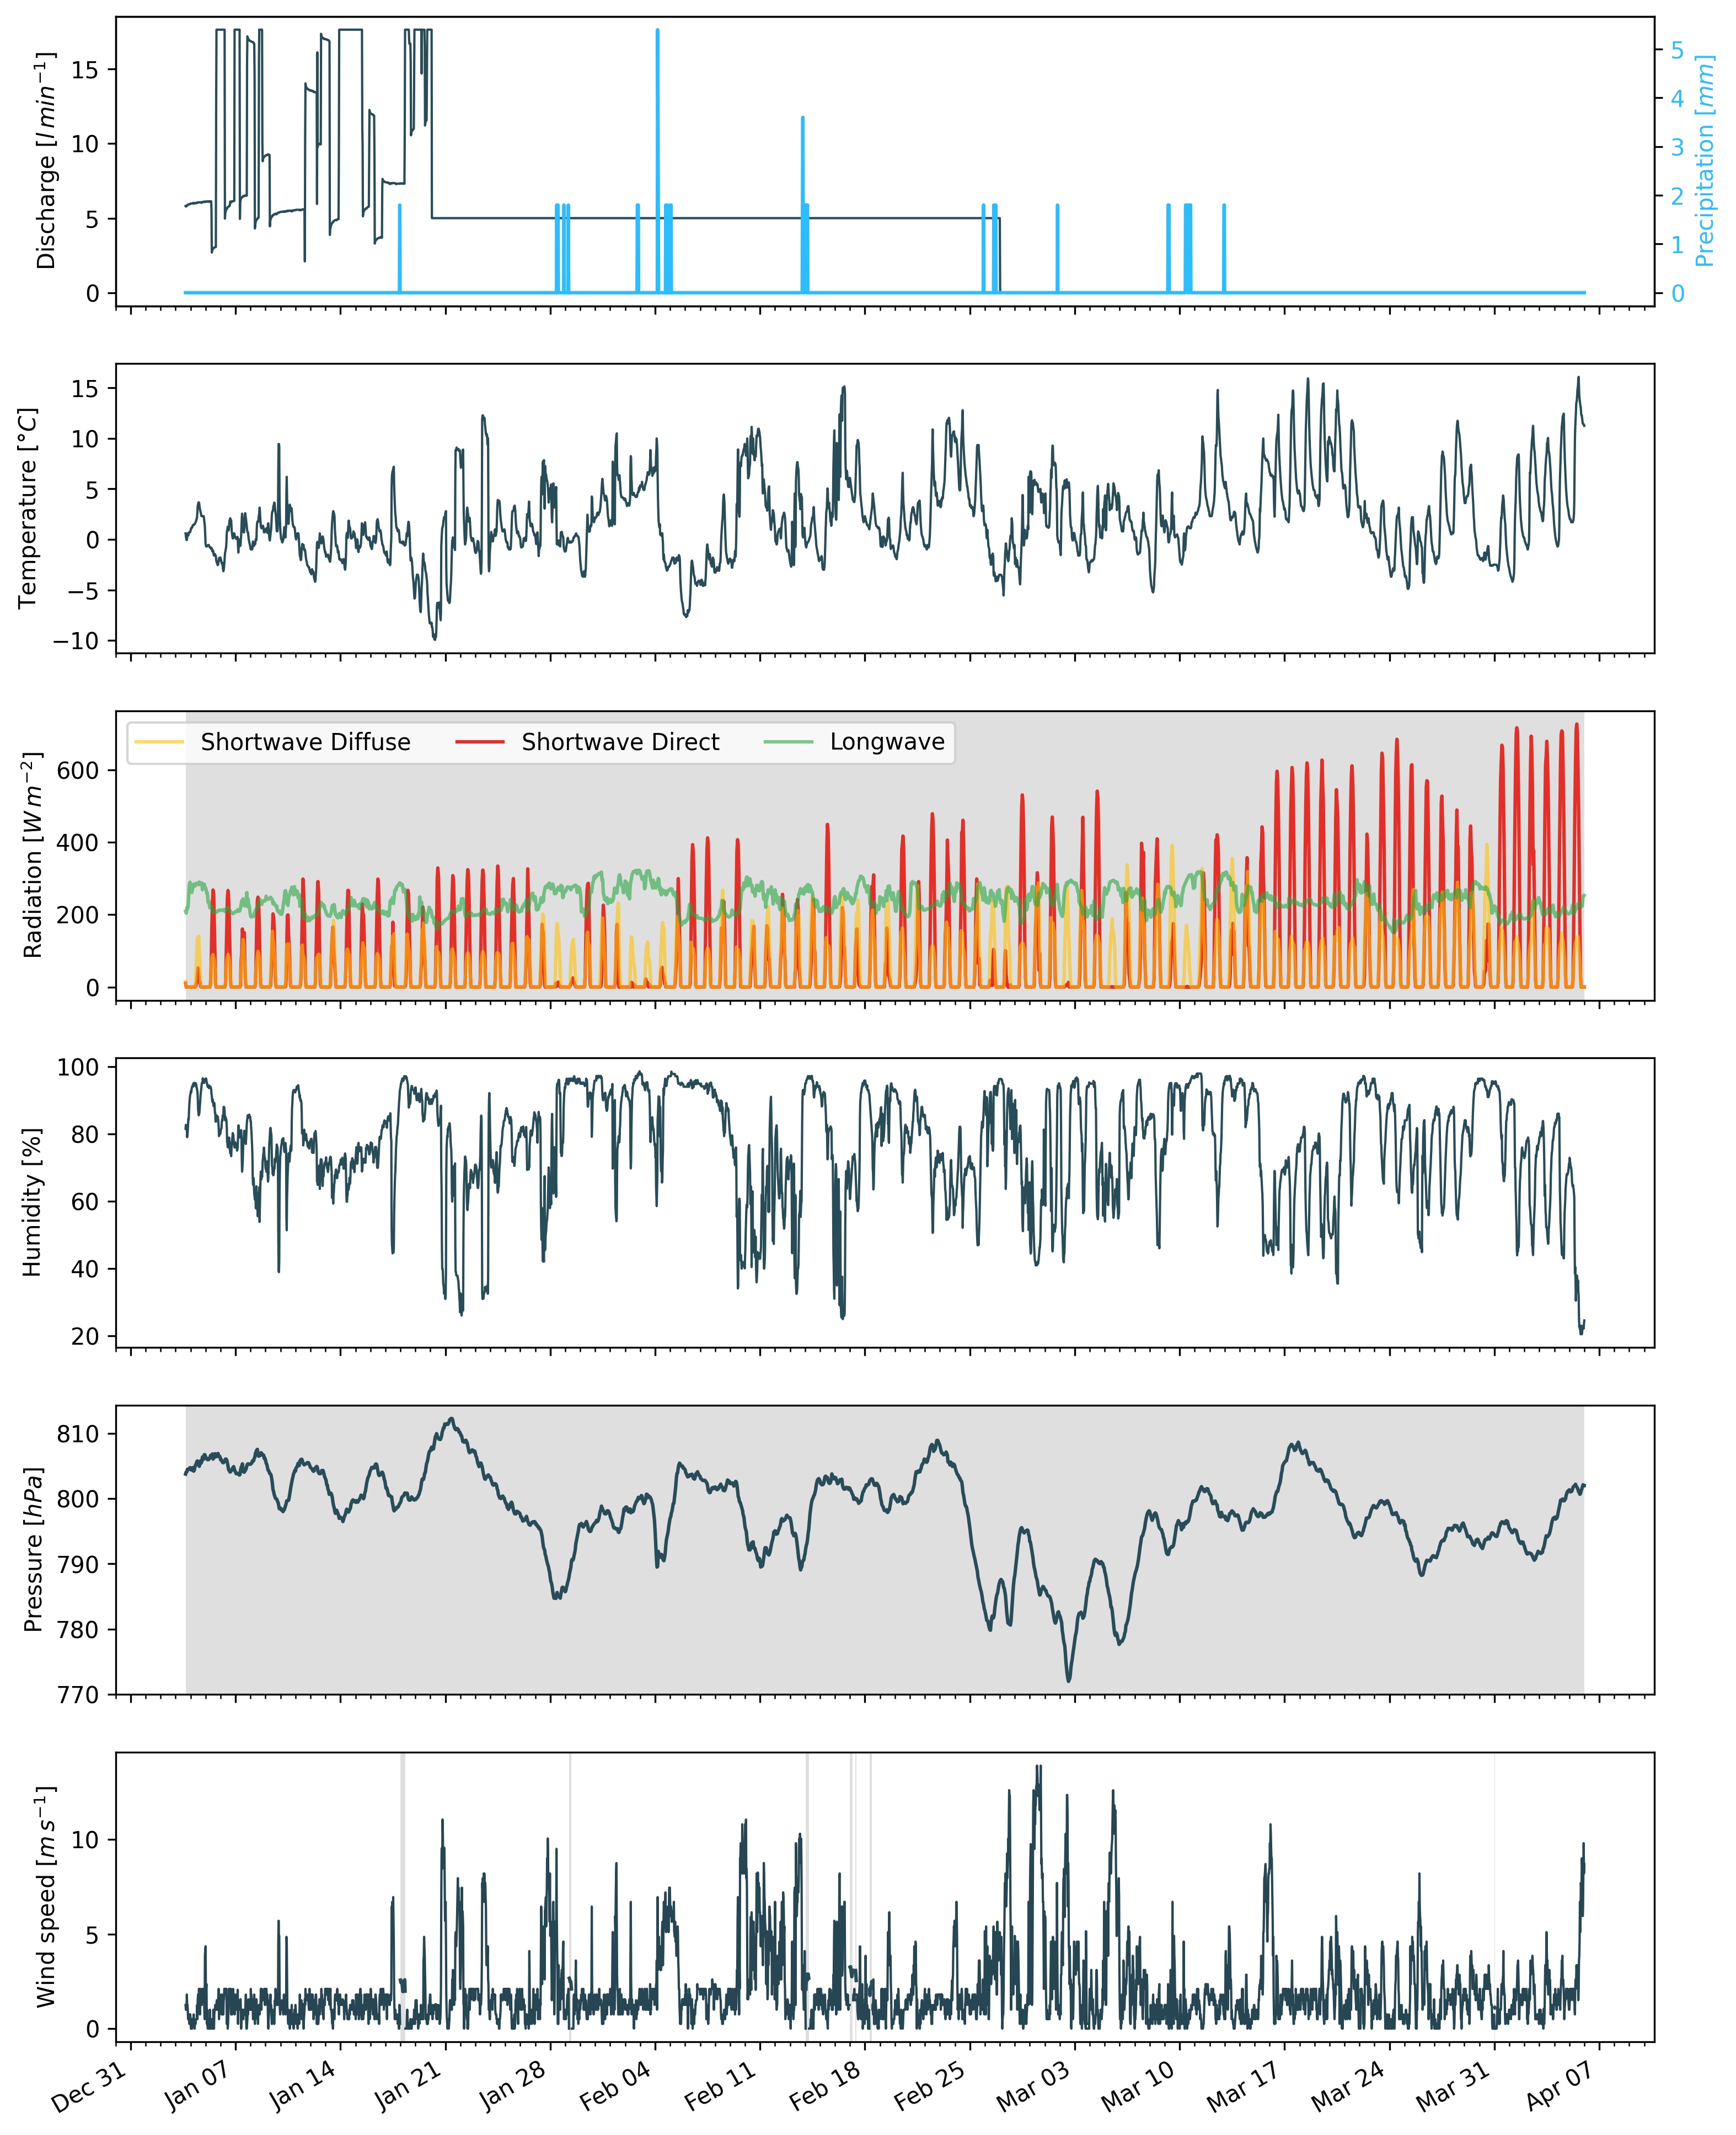 Discharge [l min⁻¹]
15
10
5
0
5
4
3
2
1
0
Precipitation [mm]
Temperature [°C]
15
10
5
0
−5
−10
Radiation [W m⁻²]
600
400
200
0
Shortwave Diffuse
Shortwave Direct
Longwave
Humidity [%]
100
80
60
40
20
Pressure [hPa]
810
800
790
780
770
Wind speed [m s⁻¹]
10
5
0
Dec 31
Jan 07
Jan 14
Jan 21
Jan 28
Feb 04
Feb 11
Feb 18
Feb 25
Mar 03
Mar 10
Mar 17
Mar 24
Mar 31
Apr 07